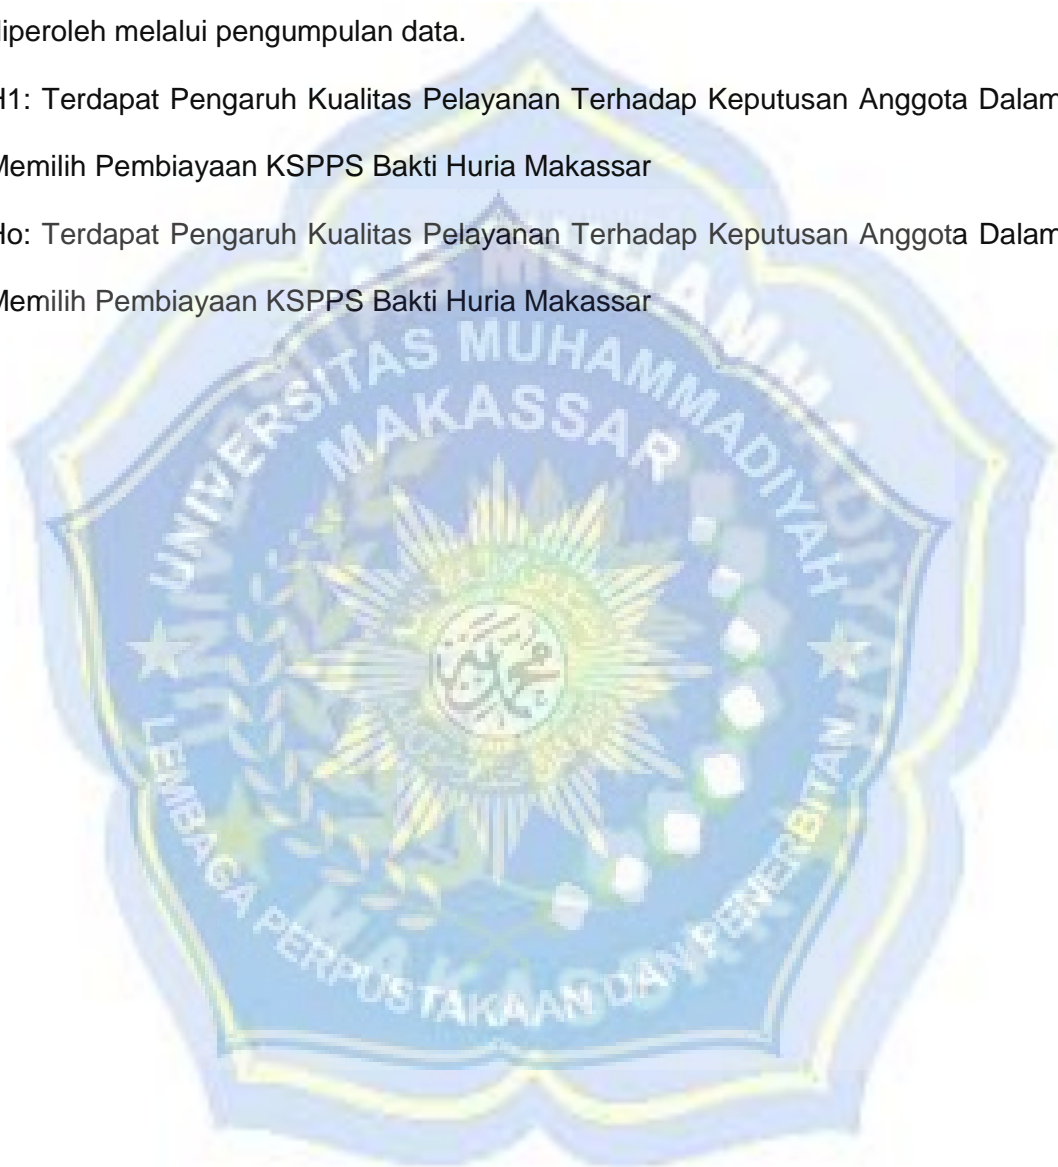 diperoleh melalui pengumpulan data.
H1: Terdapat Pengaruh Kualitas Pelayanan Terhadap Keputusan Anggota Dalam
Memilih Pembiayaan KSPPS Bakti Huria Makassar
Ho: Terdapat Pengaruh Kualitas Pelayanan Terhadap Keputusan Anggota Dalam
Memilih Pembiayaan KSPPS Bakti Huria Makassar
UNIVERSITAS MUHAMMADIYAH
MAKASSAR
LEMBAGA PERPUSTAKAAN DAN PENERBITAN